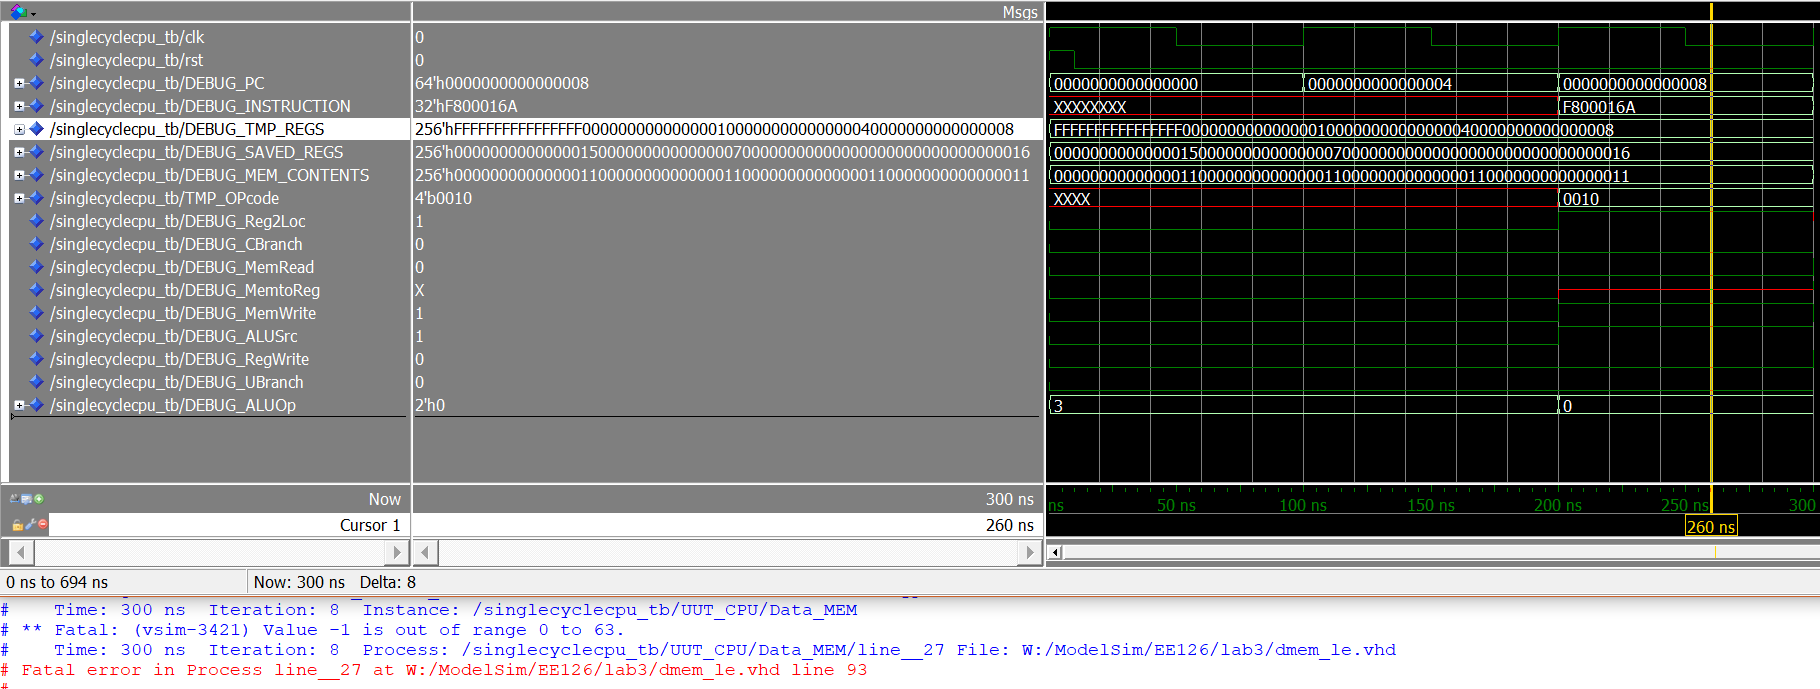 Msgs
/singlecyclecpu_tb/clk 0
/singlecyclecpu_tb/rst 0
/singlecyclecpu_tb/DEBUG_PC 64'h0000000000000008 0000000000000000 0000000000000004 0000000000000008
/singlecyclecpu_tb/DEBUG_INSTRUCTION 32'hF800016A XXXXXXXX F800016A
/singlecyclecpu_tb/DEBUG_TMP_REGS 256'hFFFFFFFFFFFFFFFF000000000000000100000000000000040000000000000008 FFFFFFFFFFFFFFFF000000000000000100000000000000040000000000000008
/singlecyclecpu_tb/DEBUG_SAVED_REGS 256'h0000000000000015000000000000000700000000000000000000000000000016 0000000000000015000000000000000700000000000000000000000000000016
/singlecyclecpu_tb/DEBUG_MEM_CONTENTS 256'h0000000000000011000000000000001100000000000000110000000000000011 0000000000000011000000000000001100000000000000110000000000000011
/singlecyclecpu_tb/TMP_OPcode 4'b0010 XXXX 0010
/singlecyclecpu_tb/DEBUG_Reg2Loc 1
/singlecyclecpu_tb/DEBUG_CBranch 0
/singlecyclecpu_tb/DEBUG_MemRead 0
/singlecyclecpu_tb/DEBUG_MemtoReg X
/singlecyclecpu_tb/DEBUG_MemWrite 1
/singlecyclecpu_tb/DEBUG_ALUSrc 1
/singlecyclecpu_tb/DEBUG_RegWrite 0
/singlecyclecpu_tb/DEBUG_UBranch 0
/singlecyclecpu_tb/DEBUG_ALUOp 2'h0 3 0
Now 300 ns ns 50 ns 100 ns 150 ns 200 ns 250 ns 300
Cursor 1 260 ns 260 ns
0 ns to 694 ns Now: 300 ns Delta: 8
# Time: 300 ns Iteration: 8 Instance: /singlecyclecpu_tb/UUT_CPU/Data_MEM
# ** Fatal: (vsim-3421) Value -1 is out of range 0 to 63.
# Time: 300 ns Iteration: 8 Process: /singlecyclecpu_tb/UUT_CPU/Data_MEM/line__27 File: W:/ModelSim/EE126/lab3/dmem_le.vhd
# Fatal error in Process line__27 at W:/ModelSim/EE126/lab3/dmem_le.vhd line 93
#